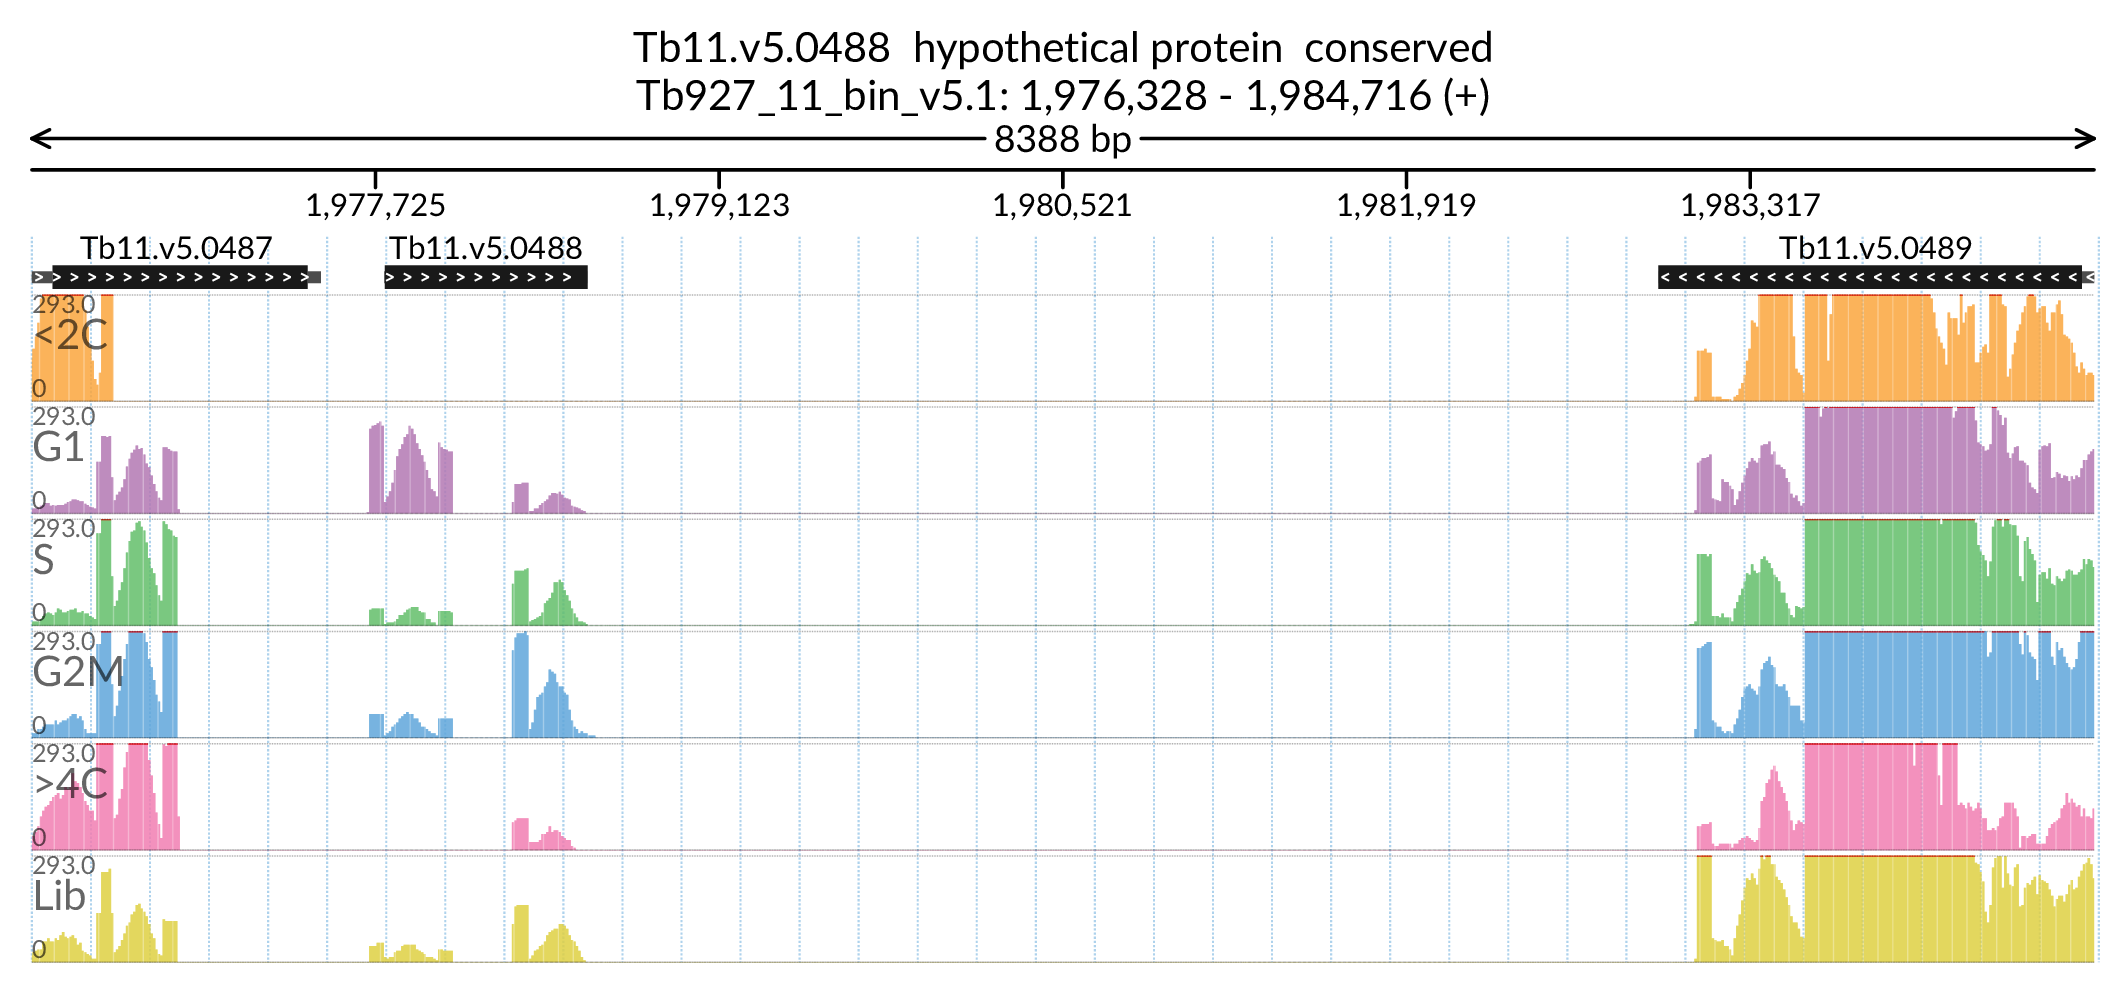 Tb11.v5.0488 hypothetical protein conserved
Tb927_11_bin_v5.1: 1,976,328 - 1,984,716 (+)
8388 bp
1,977,725 1,979,123 1,980,521 1,981,919 1,983,317
Tb11.v5.0487 Tb11.v5.0488 Tb11.v5.0489
293.0
<2C
0
293.0
G1
0
293.0
S
0
293.0
G2M
0
293.0
>4C
0
293.0
Lib
0